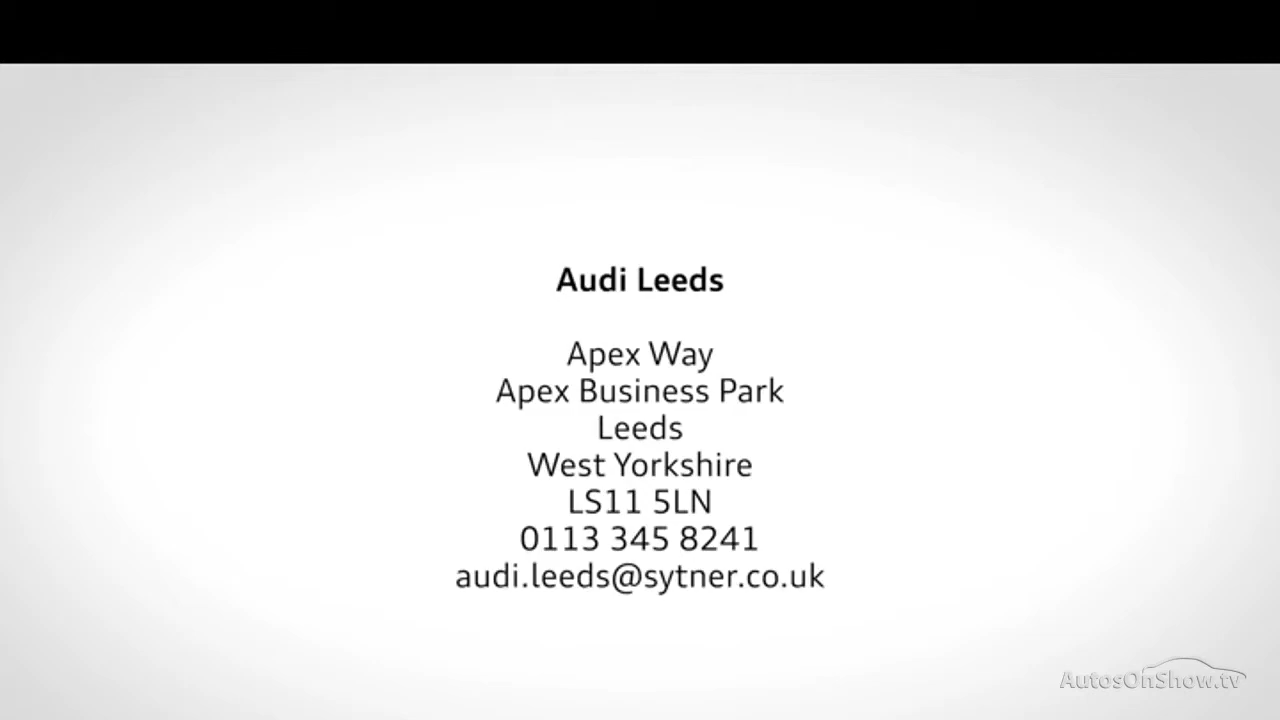 Audi Leeds
Apex Way
Apex Business Park
Leeds
West Yorkshire
LS11 5LN
0113 345 8241
audi.leeds@sytner.co.uk
AutosOnShow.tv